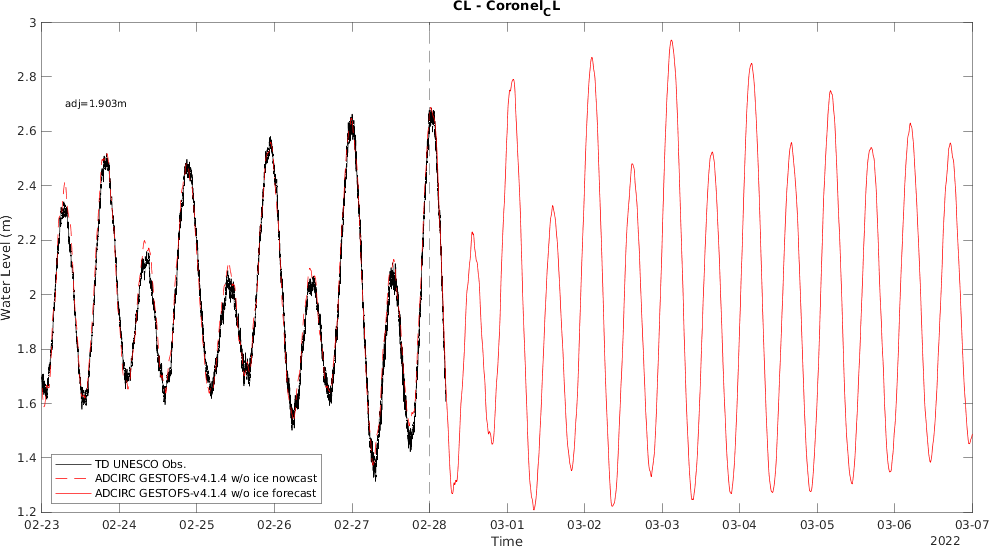 CL - Coronel_CL
3
2.8
adj=1.903m
2.6
2.4
2.2
Water Level (m)
2
1.8
1.6
1.4
1.2
TD UNESCO Obs.
ADCIRC GESTOFS-v4.1.4 w/o ice nowcast
ADCIRC GESTOFS-v4.1.4 w/o ice forecast
02-23 02-24 02-25 02-26 02-27 02-28 03-01 03-02 03-03 03-04 03-05 03-06 03-07
Time
2022